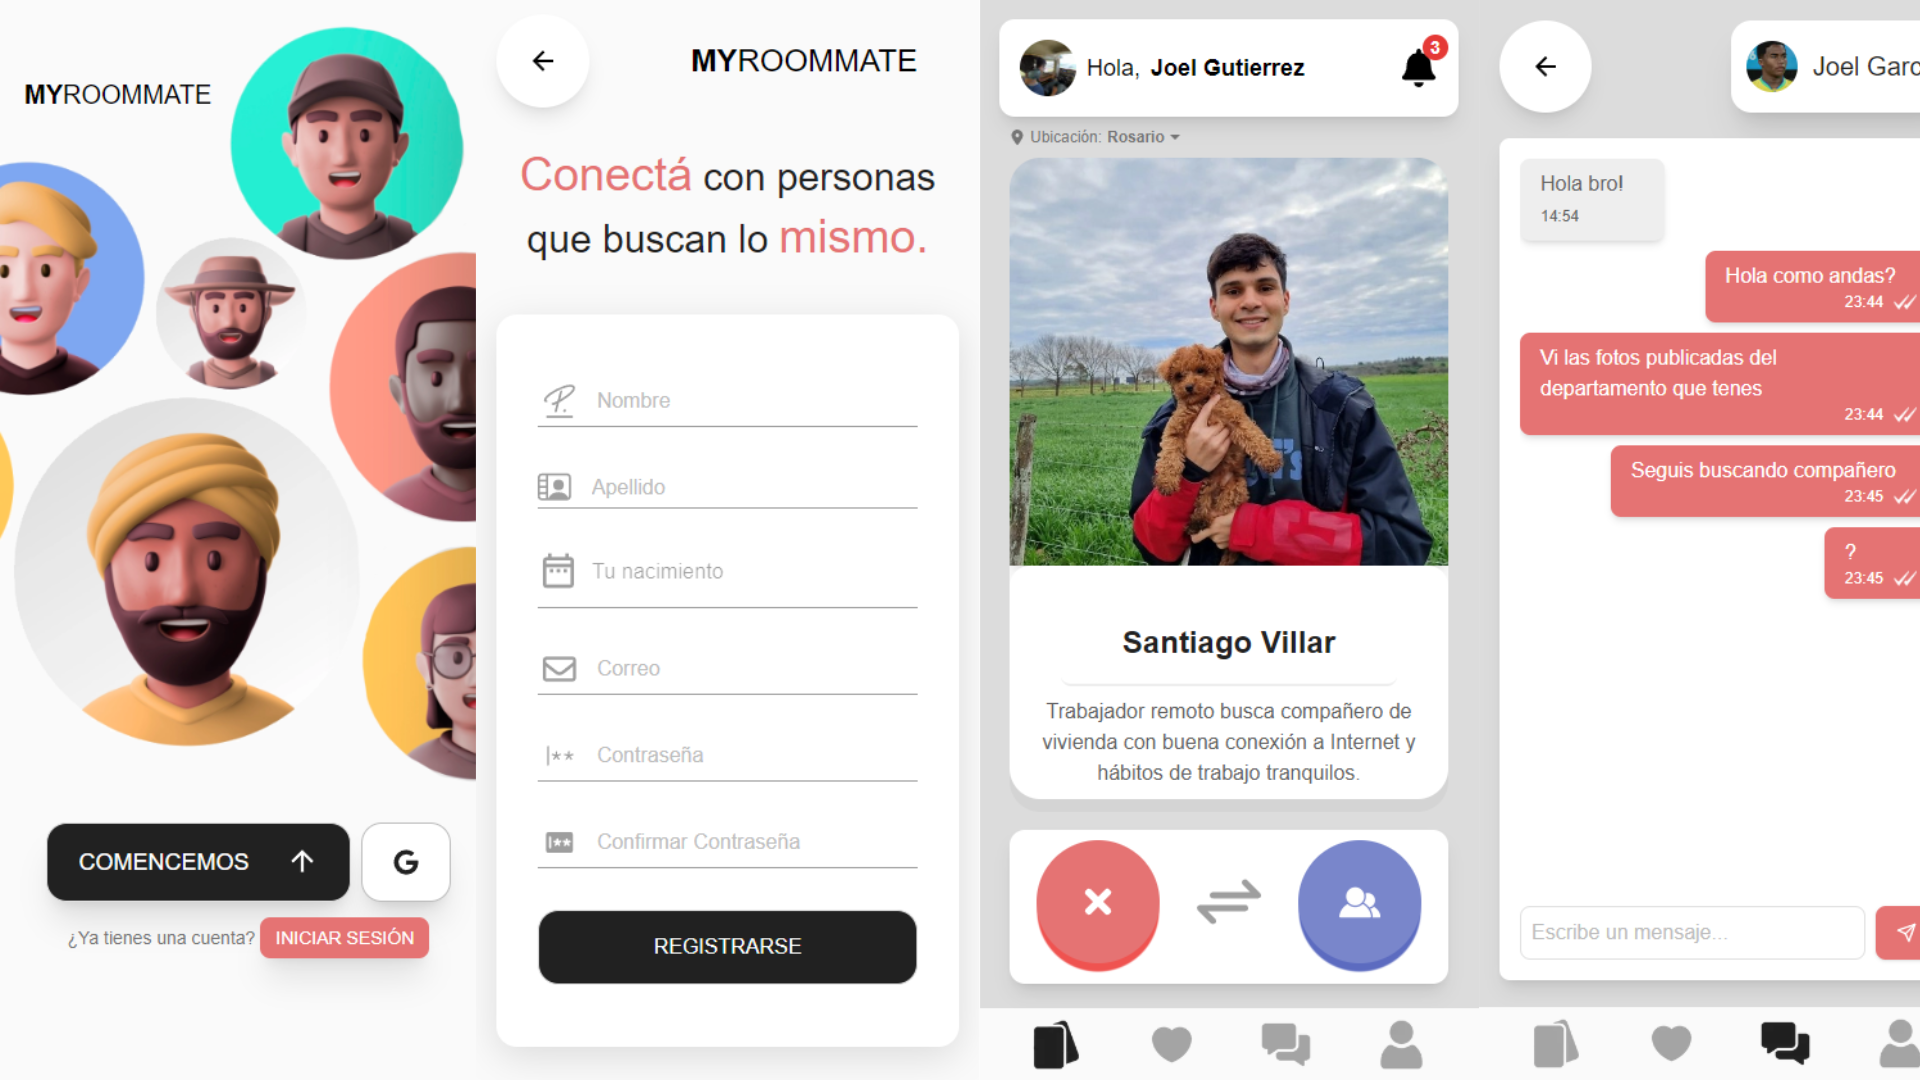 MYROOMMATE
COMENCEMOS
G
¿Ya tienes una cuenta? INICIAR SESIÓN
MYROOMMATE
Conectá con personas
que buscan lo mismo.
Nombre
Apellido
Tu nacimiento
Correo
Contraseña
Confirmar Contraseña
REGISTRARSE
Hola, Joel Gutierrez
3
Ubicación: Rosario
Santiago Villar
Trabajador remoto busca compañero de
vivienda con buena conexión a Internet y
hábitos de trabajo tranquilos.
Joel Garc
Hola bro!
14:54
Hola como andas?
23:44
Vi las fotos publicadas del
departamento que tenes
23:44
Seguis buscando compañero
23:45
?
23:45
Escribe un mensaje...